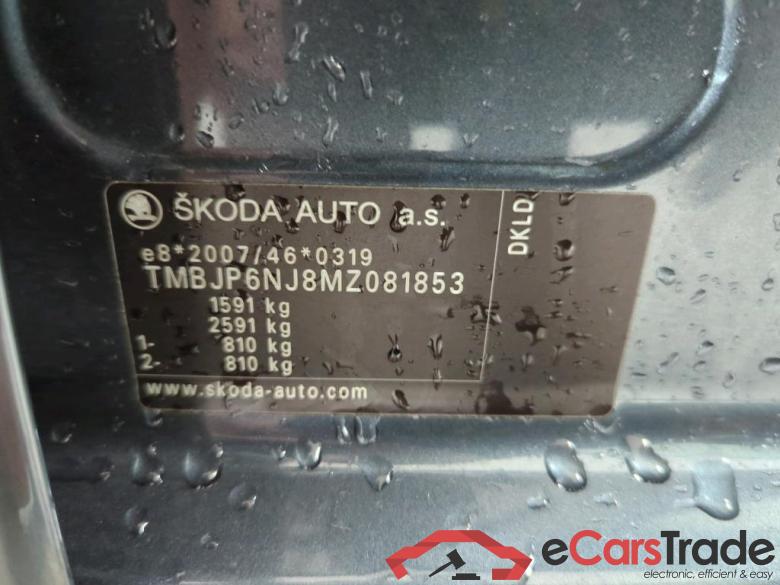 ŠKODA AUTO a.s.
DKLD
e8*2007/46*0319
TMBJP6NJ8MZ081853
1591 kg
2591 kg
1- 810 kg
2- 810 kg
www.skoda-auto.com
eCarsTrade
electronic, efficient & easy